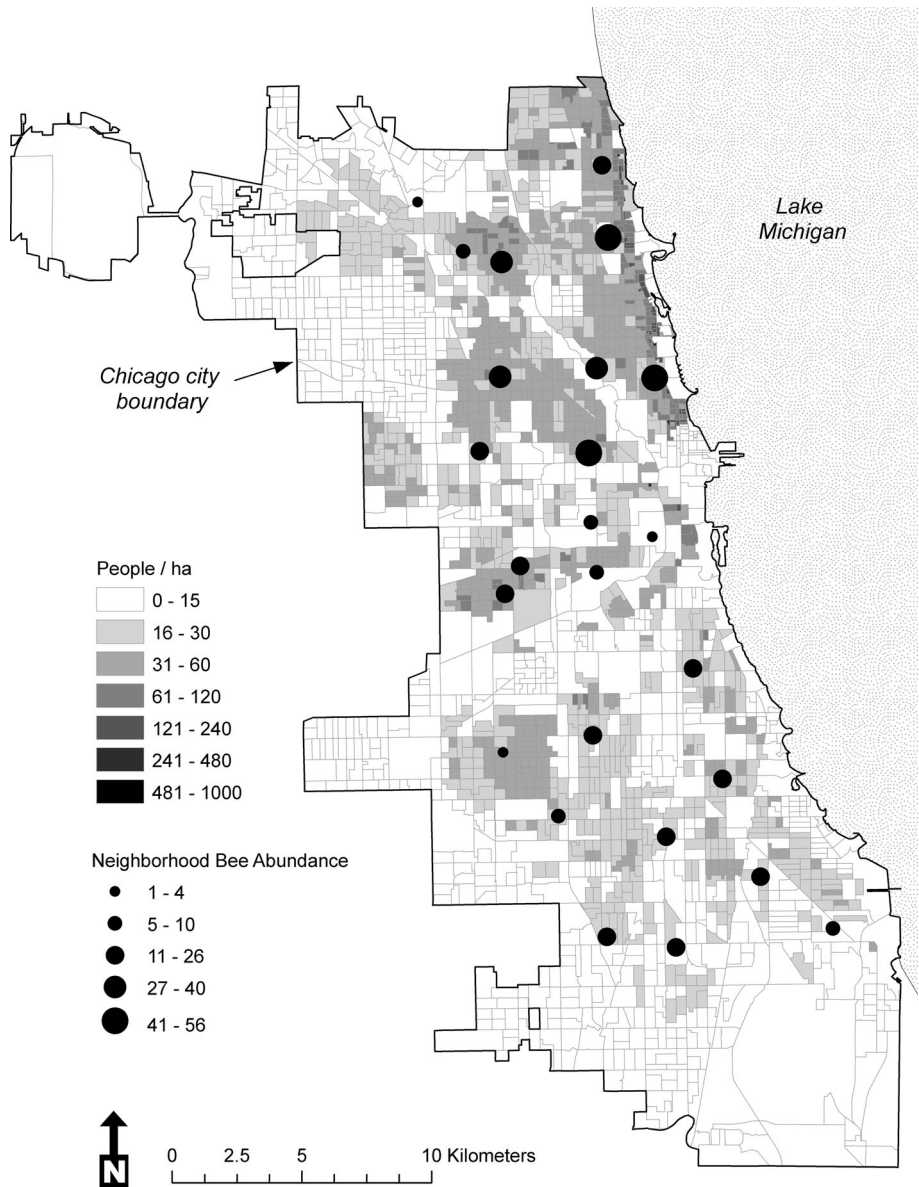 Lake
Michigan
Chicago city
boundary
People / ha
0 - 15
16 - 30
31 - 60
61 - 120
121 - 240
241 - 480
481 - 1000
Neighborhood Bee Abundance
1 - 4
5 - 10
11 - 26
27 - 40
41 - 56
N
0 2.5 5 10 Kilometers